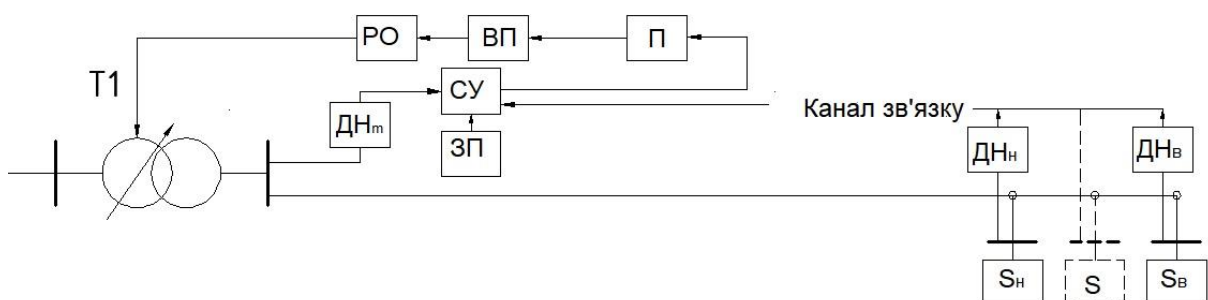 РО
ВП
П
Т1
СУ
Канал зв'язку
ДНm
ЗП
ДНн
ДНв
Sн
S
Sв